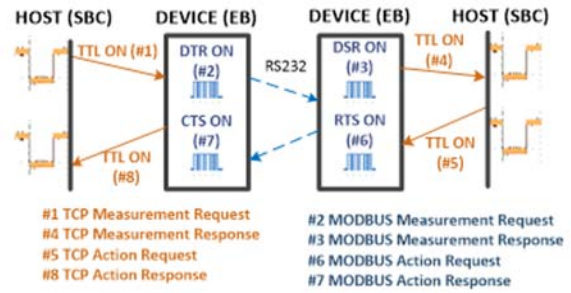 HOST (SBC)
DEVICE (EB)
DEVICE (EB)
HOST (SBC)
TTL ON (#1)
DTR ON
(#2)
RS232
DSR ON
(#3)
TTL ON
(#4)
CTS ON
(#7)
RTS ON
(#6)
TTL ON
(#8)
TTL ON
(#5)
#1 TCP Measurement Request
#4 TCP Measurement Response
#5 TCP Action Request
#8 TCP Action Response
#2 MODBUS Measurement Request
#3 MODBUS Measurement Response
#6 MODBUS Action Request
#7 MODBUS Action Response